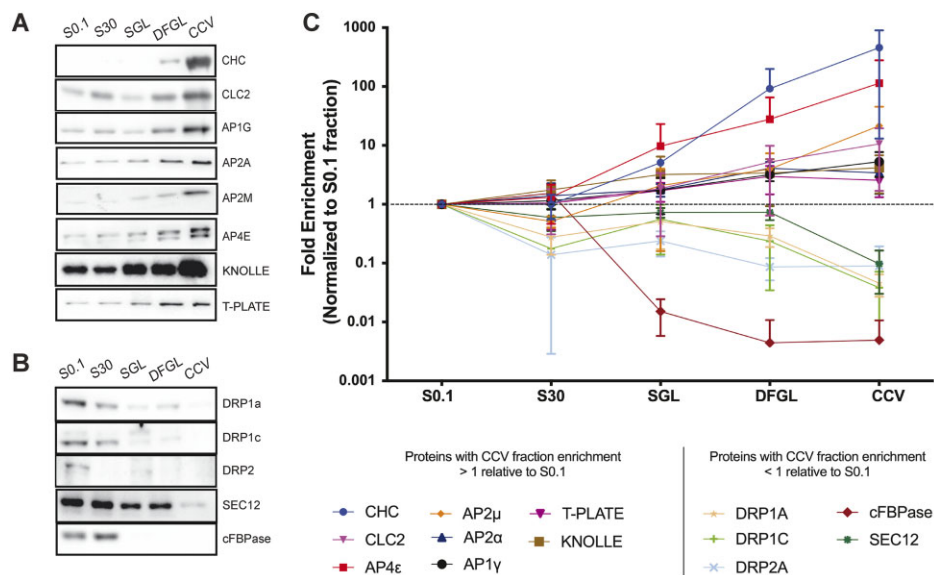 A
S0.1 S30 SGL DFGL CCV
CHC
CLC2
AP1G
AP2A
AP2M
AP4E
KNOLLE
T-PLATE
B
S0.1 S30 SGL DFGL CCV
DRP1a
DRP1c
DRP2
SEC12
cFBPase
C
Fold Enrichment
(Normalized to S0.1 fraction)
1000
100
10
1
0.1
0.01
0.001
S0.1 S30 SGL DFGL CCV
Proteins with CCV fraction enrichment
> 1 relative to S0.1
CHC
CLC2
AP4ε
AP2μ
AP2α
AP1γ
T-PLATE
KNOLLE
Proteins with CCV fraction enrichment
< 1 relative to S0.1
DRP1A
DRP1C
DRP2A
cFBPase
SEC12